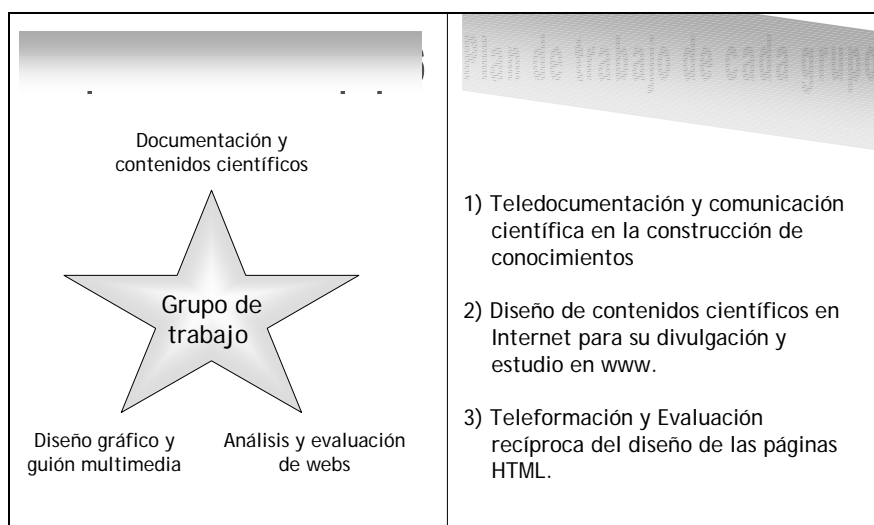 Documentación y
contenidos científicos
Grupo de
trabajo
Diseño gráfico y
guión multimedia
Análisis y evaluación
de webs
Plan de trabajo de cada grupo
1) Teledocumentación y comunicación
científica en la construcción de
conocimientos
2) Diseño de contenidos científicos en
Internet para su divulgación y
estudio en www.
3) Teleformación y Evaluación
recíproca del diseño de las páginas
HTML.